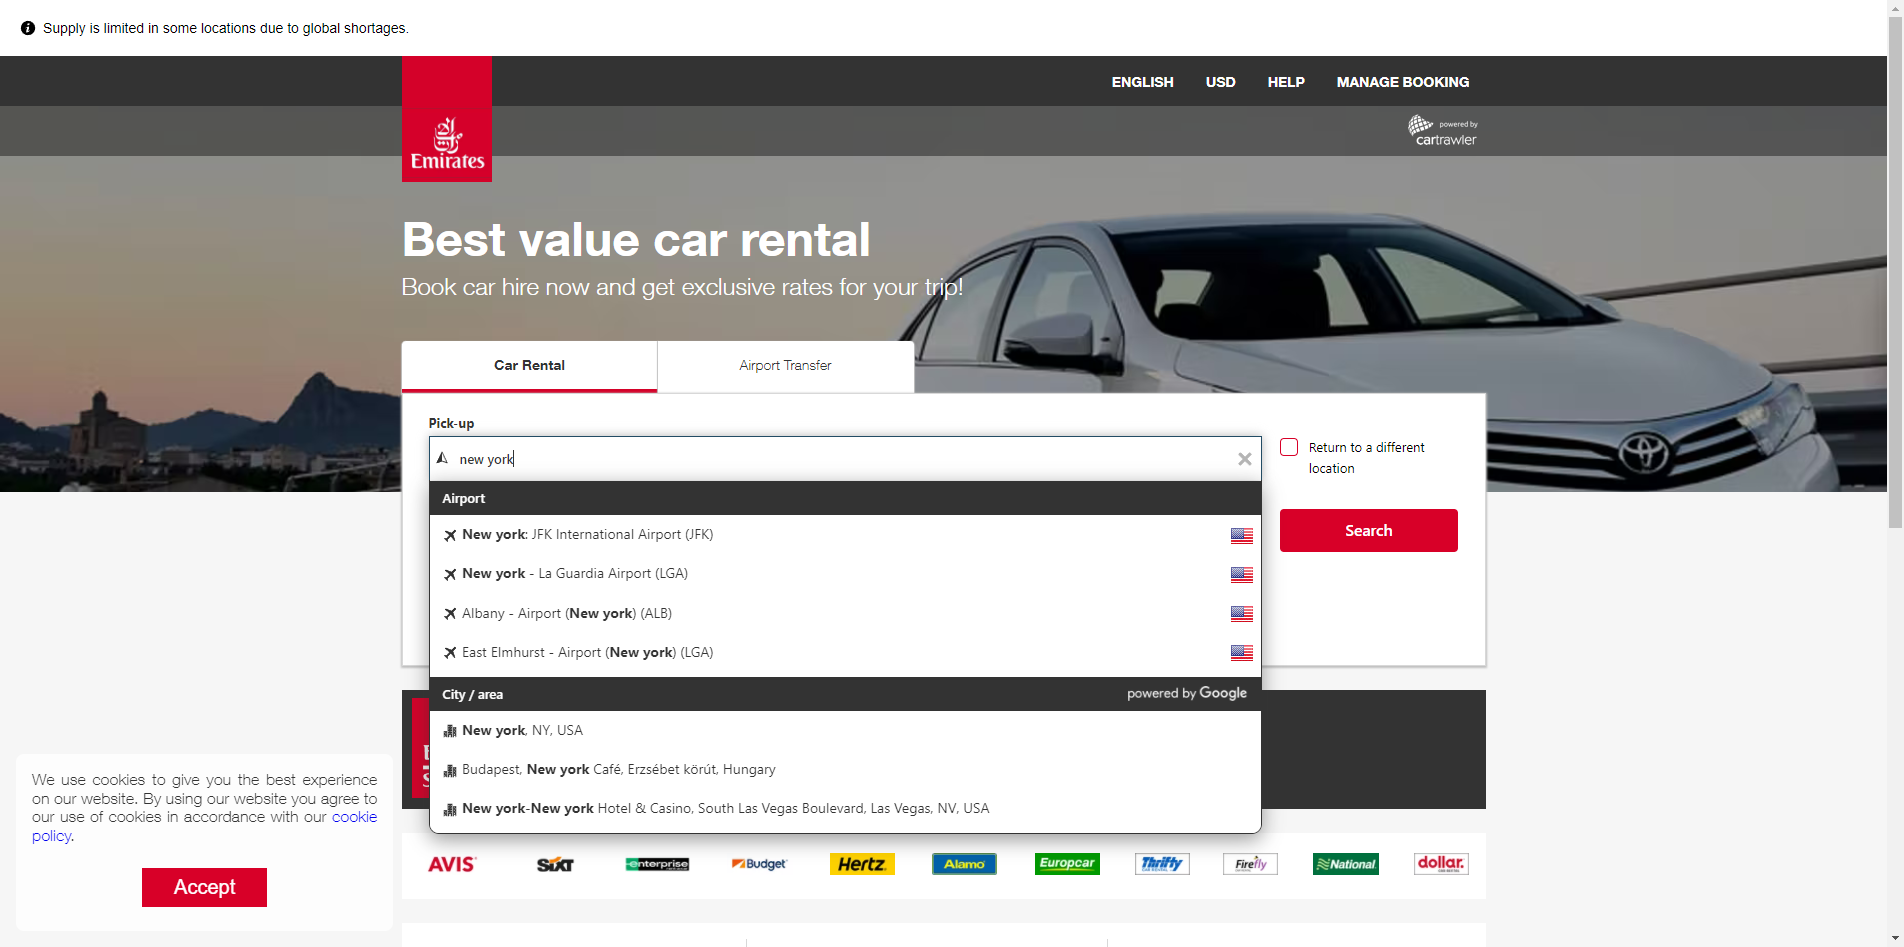 Supply is limited in some locations due to global shortages.
ENGLISH USD HELP MANAGE BOOKING
الإمارات
Emirates
powered by
cartrawler
Best value car rental
Book car hire now and get exclusive rates for your trip!
Car Rental
Airport Transfer
Pick-up
new york
Return to a different
location
Search
Airport
New york: JFK International Airport (JFK)
New york - La Guardia Airport (LGA)
Albany - Airport (New york) (ALB)
East Elmhurst - Airport (New york) (LGA)
City / area
powered by Google
New york, NY, USA
Budapest, New york Café, Erzsébet körút, Hungary
New york-New york Hotel & Casino, South Las Vegas Boulevard, Las Vegas, NV, USA
We use cookies to give you the best experience
on our website. By using our website you agree to
our use of cookies in accordance with our cookie
policy.
Accept
AVIS SIXT enterprise Budget Hertz Alamo Europcar Thrifty CAR RENTAL Firefly National dollar. CAR RENTAL